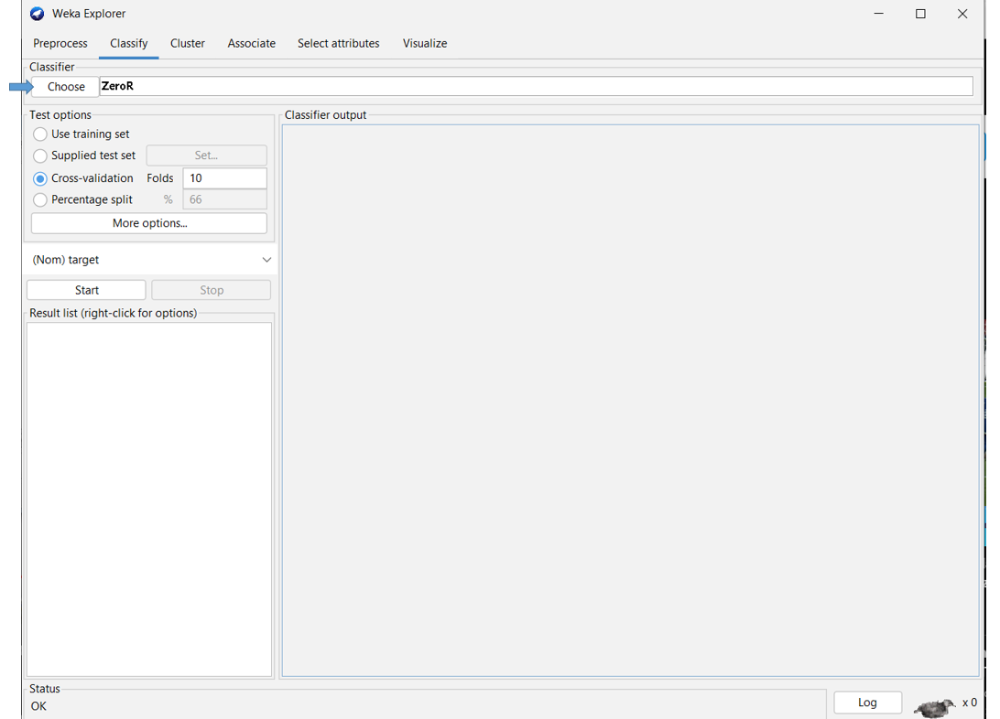 Weka Explorer
Preprocess Classify Cluster Associate Select attributes Visualize
Classifier
Choose ZeroR
Test options
Use training set
Supplied test set Set...
Cross-validation Folds 10
Percentage split % 66
More options...
(Nom) target
Start Stop
Result list (right-click for options)
Classifier output
Status
OK
Log x 0